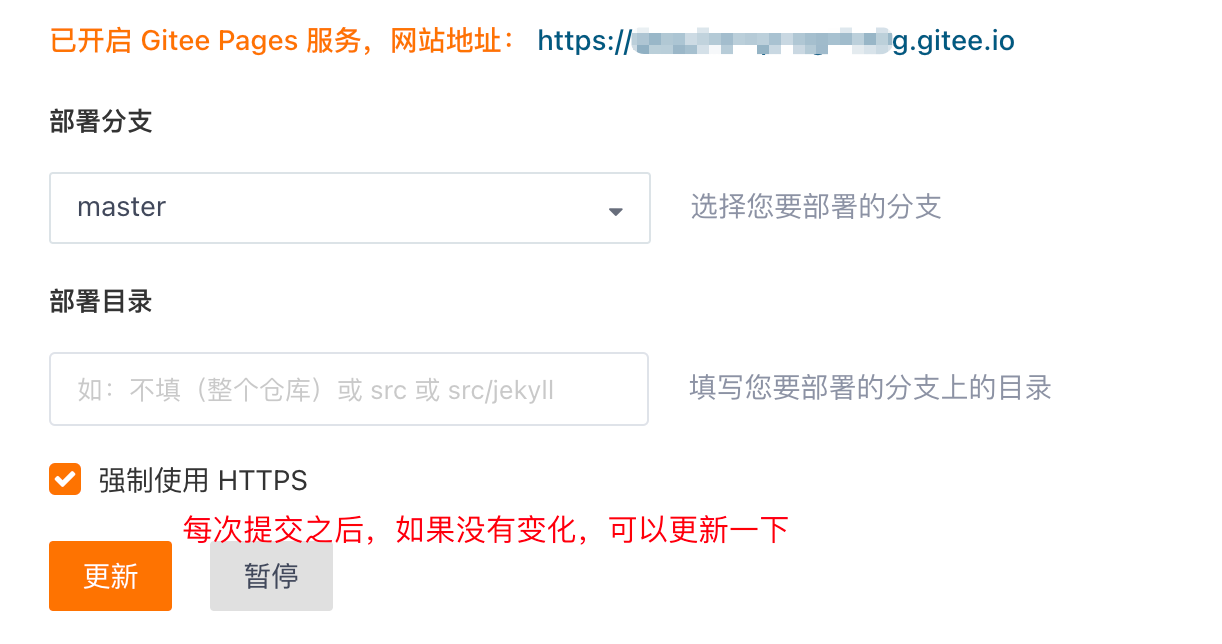 已开启 Gitee Pages 服务，网站地址： https://g.gitee.io
部署分支
master
选择您要部署的分支
部署目录
如：不填（整个仓库）或 src 或 src/jekyll
填写您要部署的分支上的目录
强制使用 HTTPS
每次提交之后，如果没有变化，可以更新一下
更新
暂停